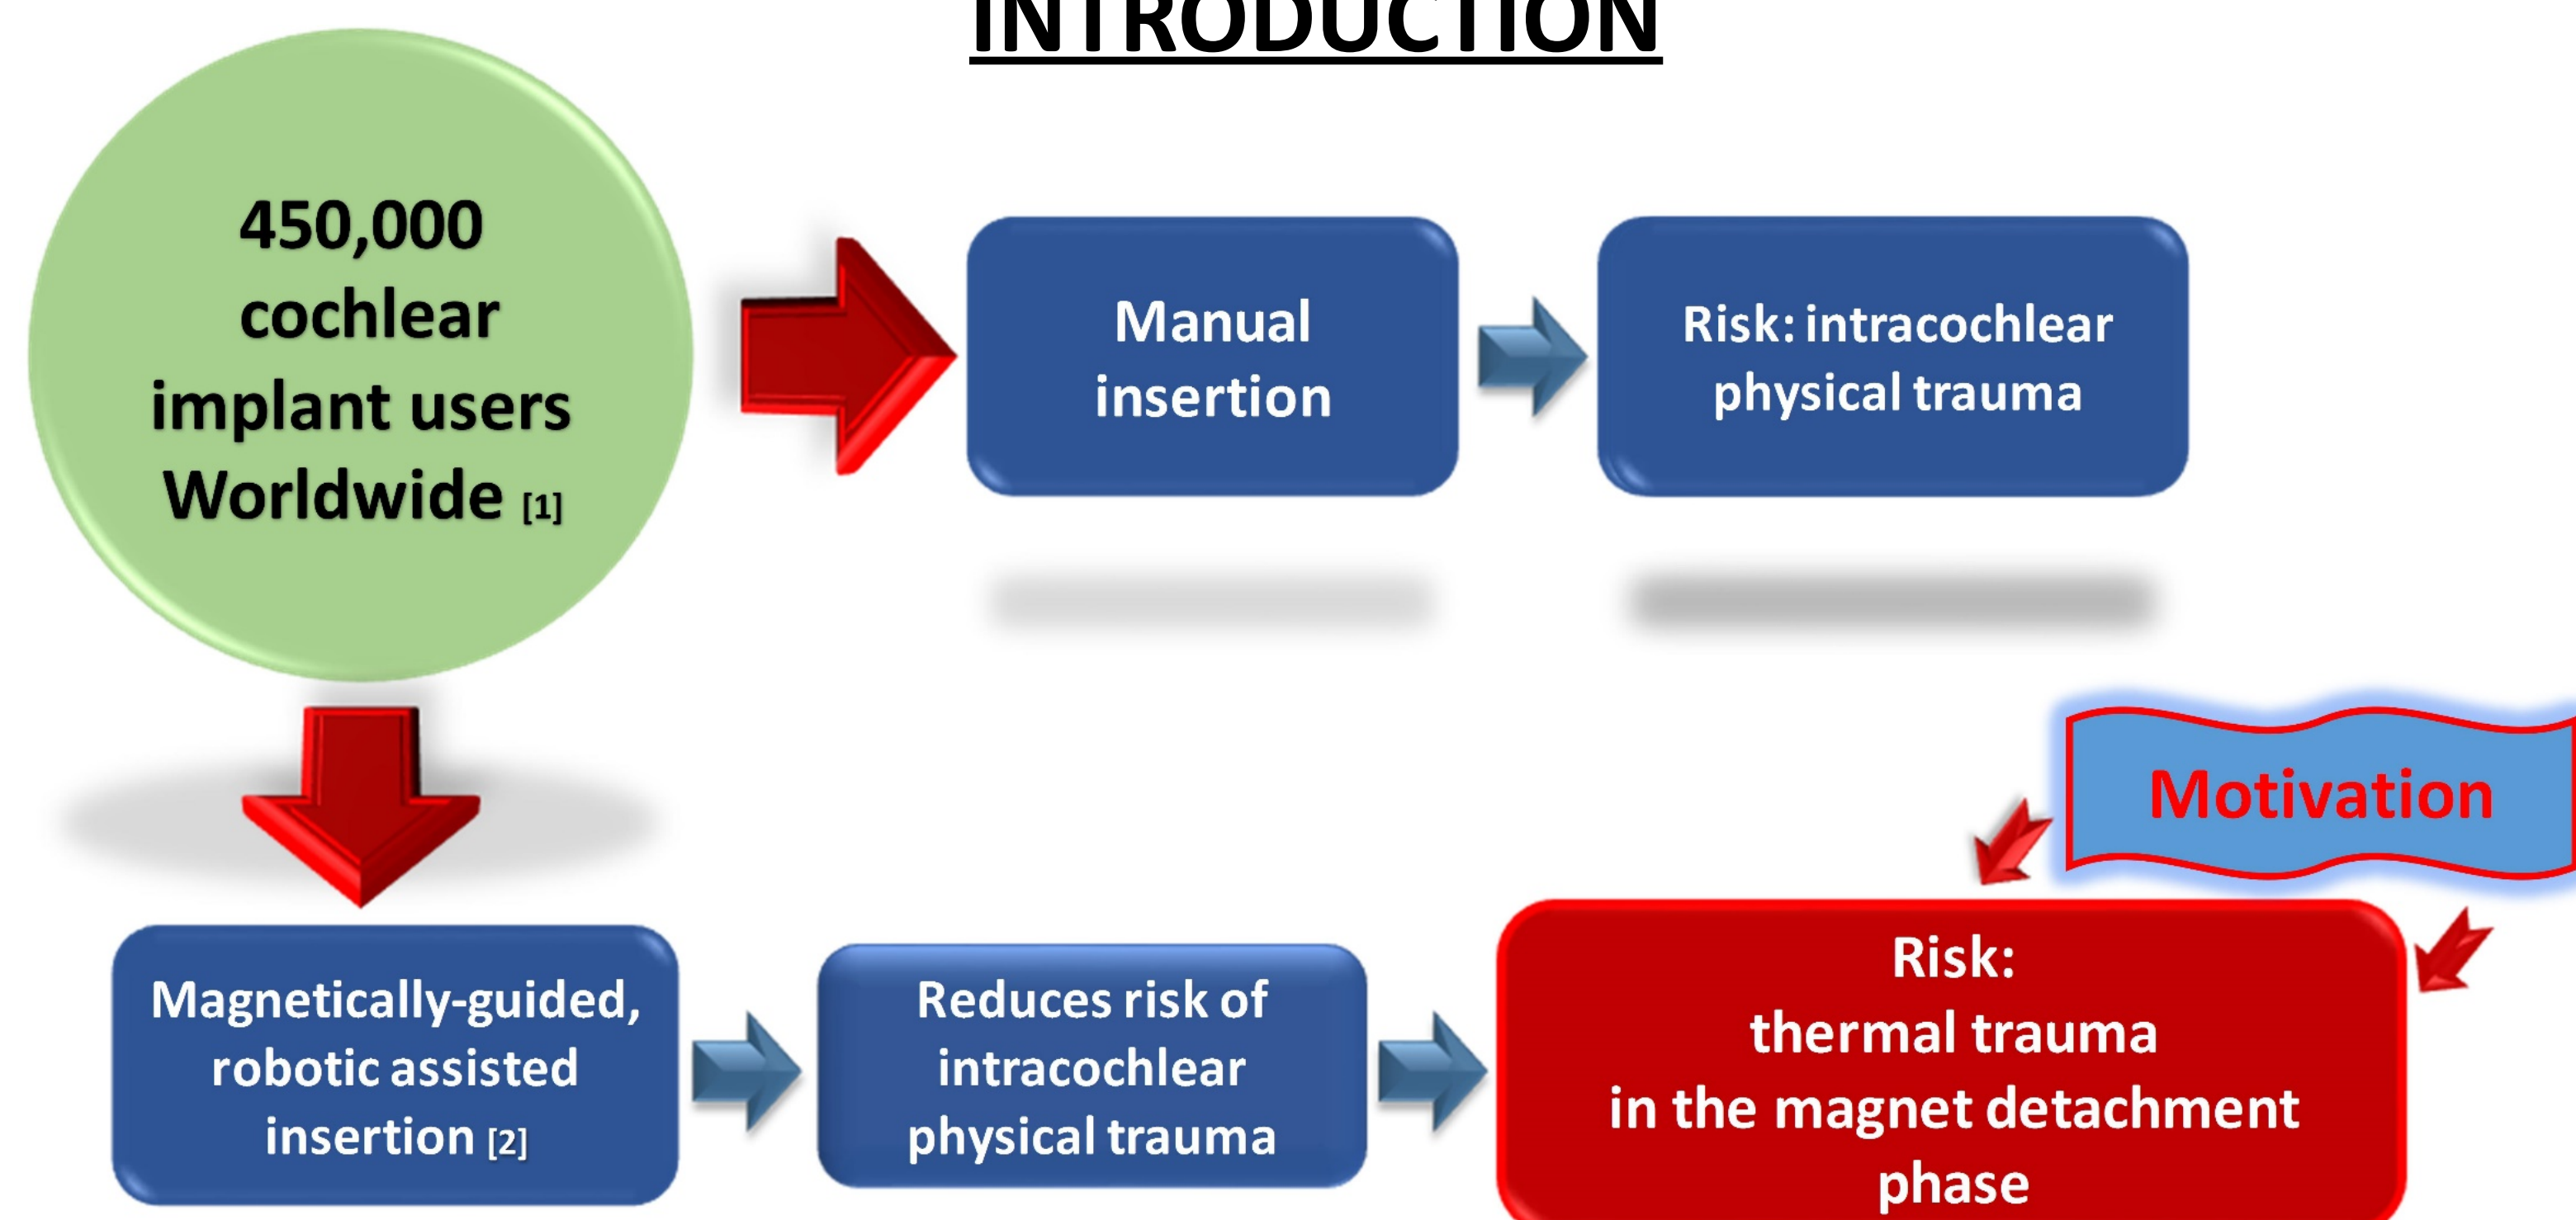 INTRODUCTION
450,000
cochlear
implant users
Worldwide [1]
Manual
insertion
Risk: intracochlear
physical trauma
Motivation
Magnetically-guided,
robotic assisted
insertion [2]
Reduces risk of
intracochlear
physical trauma
Risk:
thermal trauma
in the magnet detachment
phase